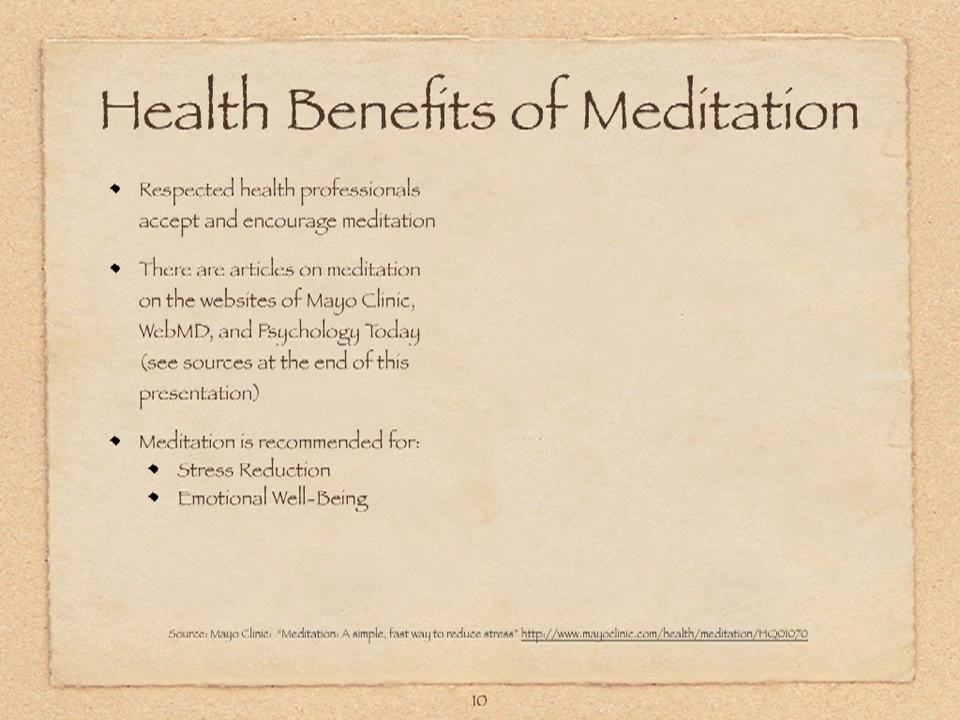 Health Benefits of Meditation
Respected health professionals
accept and encourage meditation
There are articles on meditation
on the websites of Mayo Clinic,
WebMD, and Psychology Today
(see sources at the end of this
presentation)
Meditation is recommended for:
Stress Reduction
Emotional Well-Being
Source: Mayo Clinic: "Meditation: A simple, fast way to reduce stress" http://www.mayoclinic.com/health/meditation/HQ01070
10